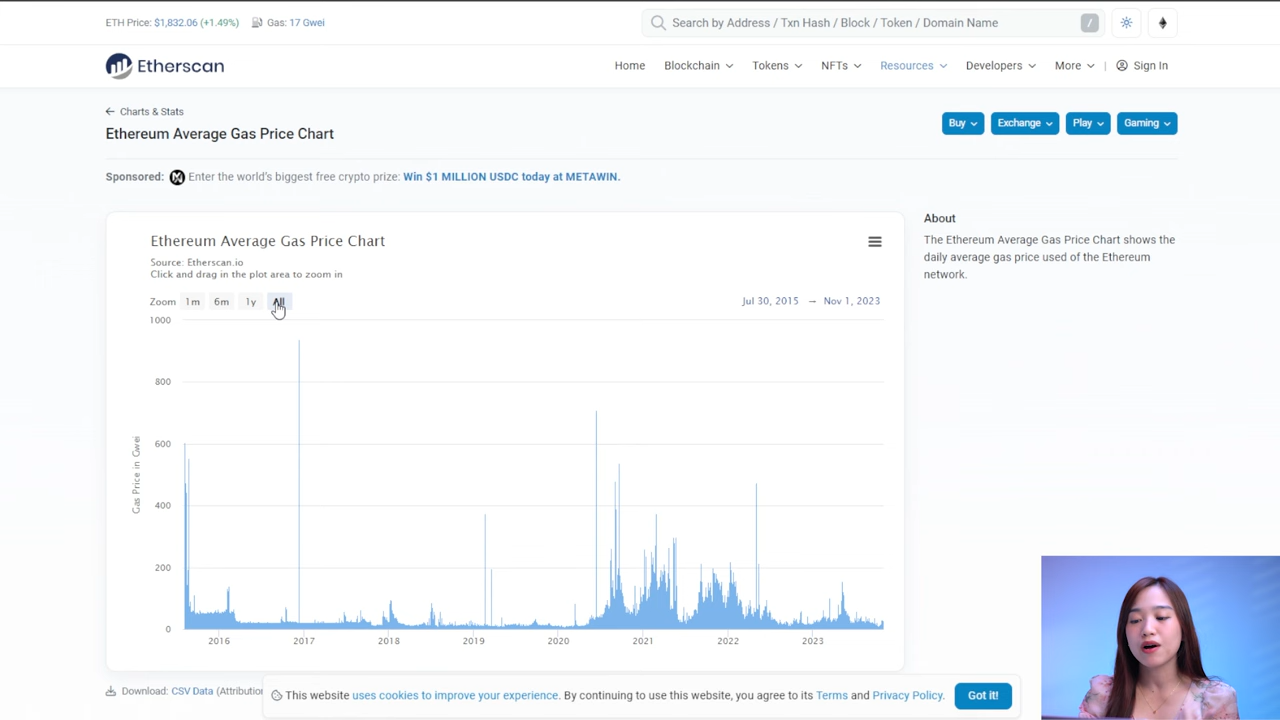 ETH Price: $1,832.06 (+1.49%) Gas: 17 Gwei
Search by Address / Txn Hash / Block / Token / Domain Name /
Etherscan
Home Blockchain Tokens NFTs Resources Developers More | Sign In
Charts & Stats
Ethereum Average Gas Price Chart
Buy Exchange Play Gaming
Sponsored: Enter the world's biggest free crypto prize: Win $1 MILLION USDC today at METAWIN.
Ethereum Average Gas Price Chart
Source: Etherscan.io
Click and drag in the plot area to zoom in
Zoom 1m 6m 1y All
Jul 30, 2015 → Nov 1, 2023
1000
800
600
400
200
0
Gas Price in Gwei
2016 2017 2018 2019 2020 2021 2022 2023
About
The Ethereum Average Gas Price Chart shows the
daily average gas price used of the Ethereum
network.
Download: CSV Data (Attribution
This website uses cookies to improve your experience. By continuing to use this website, you agree to its Terms and Privacy Policy.
Got it!